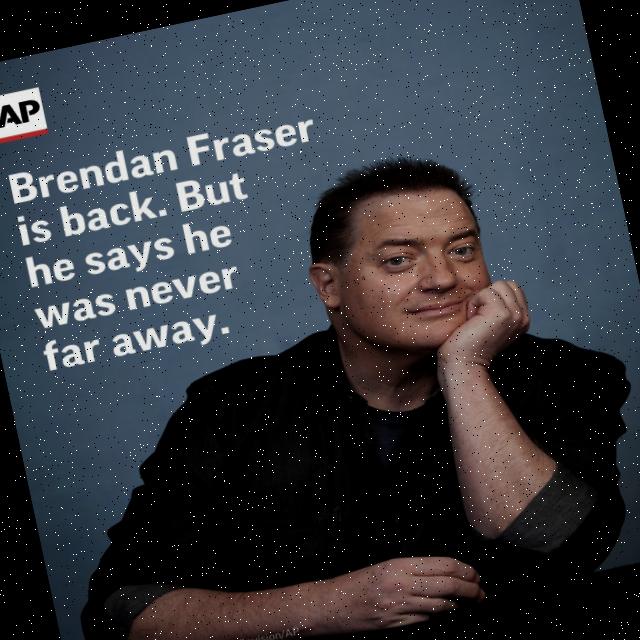 AP
Brendan Fraser
is back. But
he says he
was never
far away.